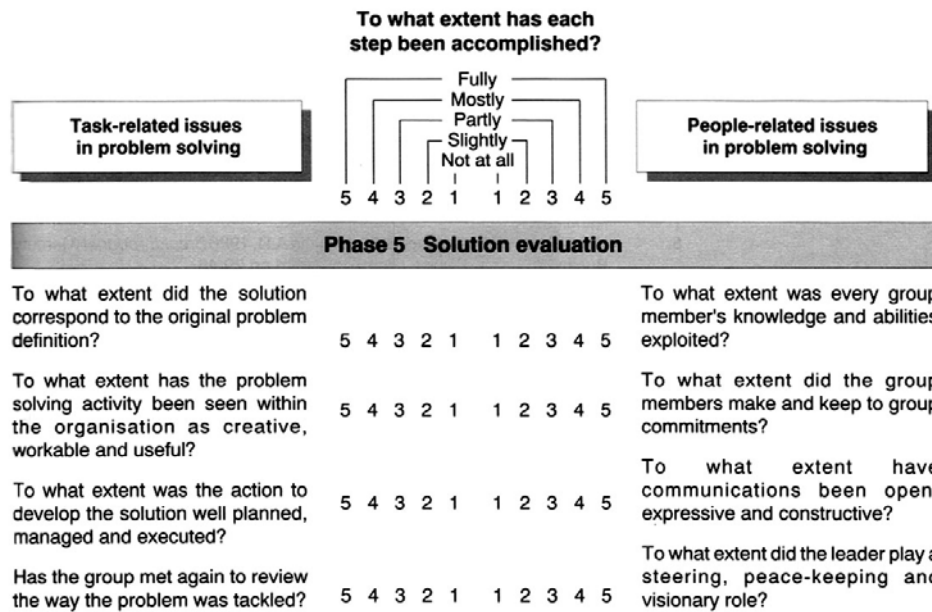 To what extent has each
step been accomplished?
Fully
Mostly
Partly
Slightly
Not at all
Task-related issues
in problem solving
People-related issues
in problem solving
5 4 3 2 1 1 2 3 4 5
Phase 5 Solution evaluation
To what extent did the solution
correspond to the original problem
definition?
5 4 3 2 1 1 2 3 4 5
To what extent was every group
member's knowledge and abilities
exploited?
To what extent has the problem
solving activity been seen within
the organisation as creative,
workable and useful?
5 4 3 2 1 1 2 3 4 5
To what extent did the group
members make and keep to group
commitments?
To what extent was the action to
develop the solution well planned,
managed and executed?
5 4 3 2 1 1 2 3 4 5
To what extent have
communications been open
expressive and constructive?
Has the group met again to review
the way the problem was tackled?
5 4 3 2 1 1 2 3 4 5
To what extent did the leader play a
steering, peace-keeping and
visionary role?